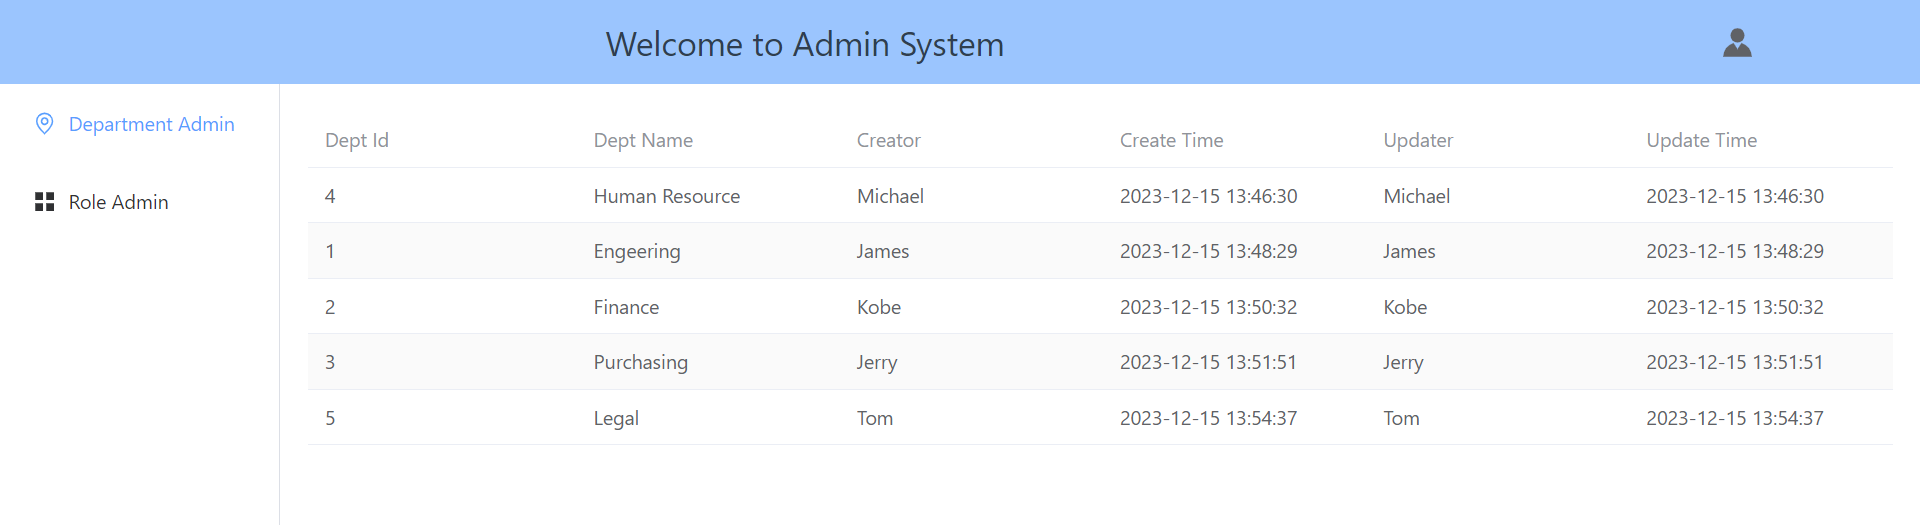 Welcome to Admin System
Department Admin
Role Admin
Dept Id Dept Name Creator Create Time Updater Update Time
4 Human Resource Michael 2023-12-15 13:46:30 Michael 2023-12-15 13:46:30
1 Engeering James 2023-12-15 13:48:29 James 2023-12-15 13:48:29
2 Finance Kobe 2023-12-15 13:50:32 Kobe 2023-12-15 13:50:32
3 Purchasing Jerry 2023-12-15 13:51:51 Jerry 2023-12-15 13:51:51
5 Legal Tom 2023-12-15 13:54:37 Tom 2023-12-15 13:54:37